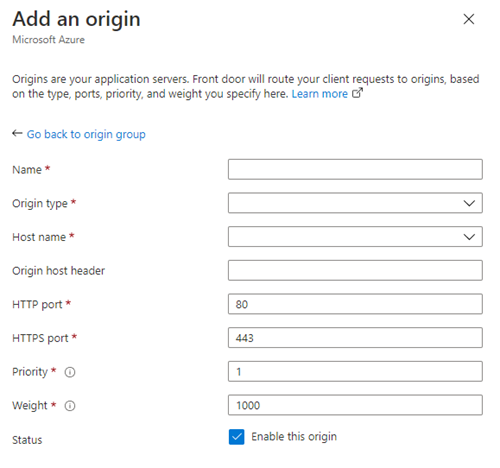 Add an origin
Microsoft Azure
Origins are your application servers. Front door will route your client requests to origins, based
on the type, ports, priority, and weight you specify here. Learn more
Go back to origin group
Name *
Origin type *
Host name *
Origin host header
HTTP port * 80
HTTPS port * 443
Priority * 1
Weight * 1000
Status Enable this origin